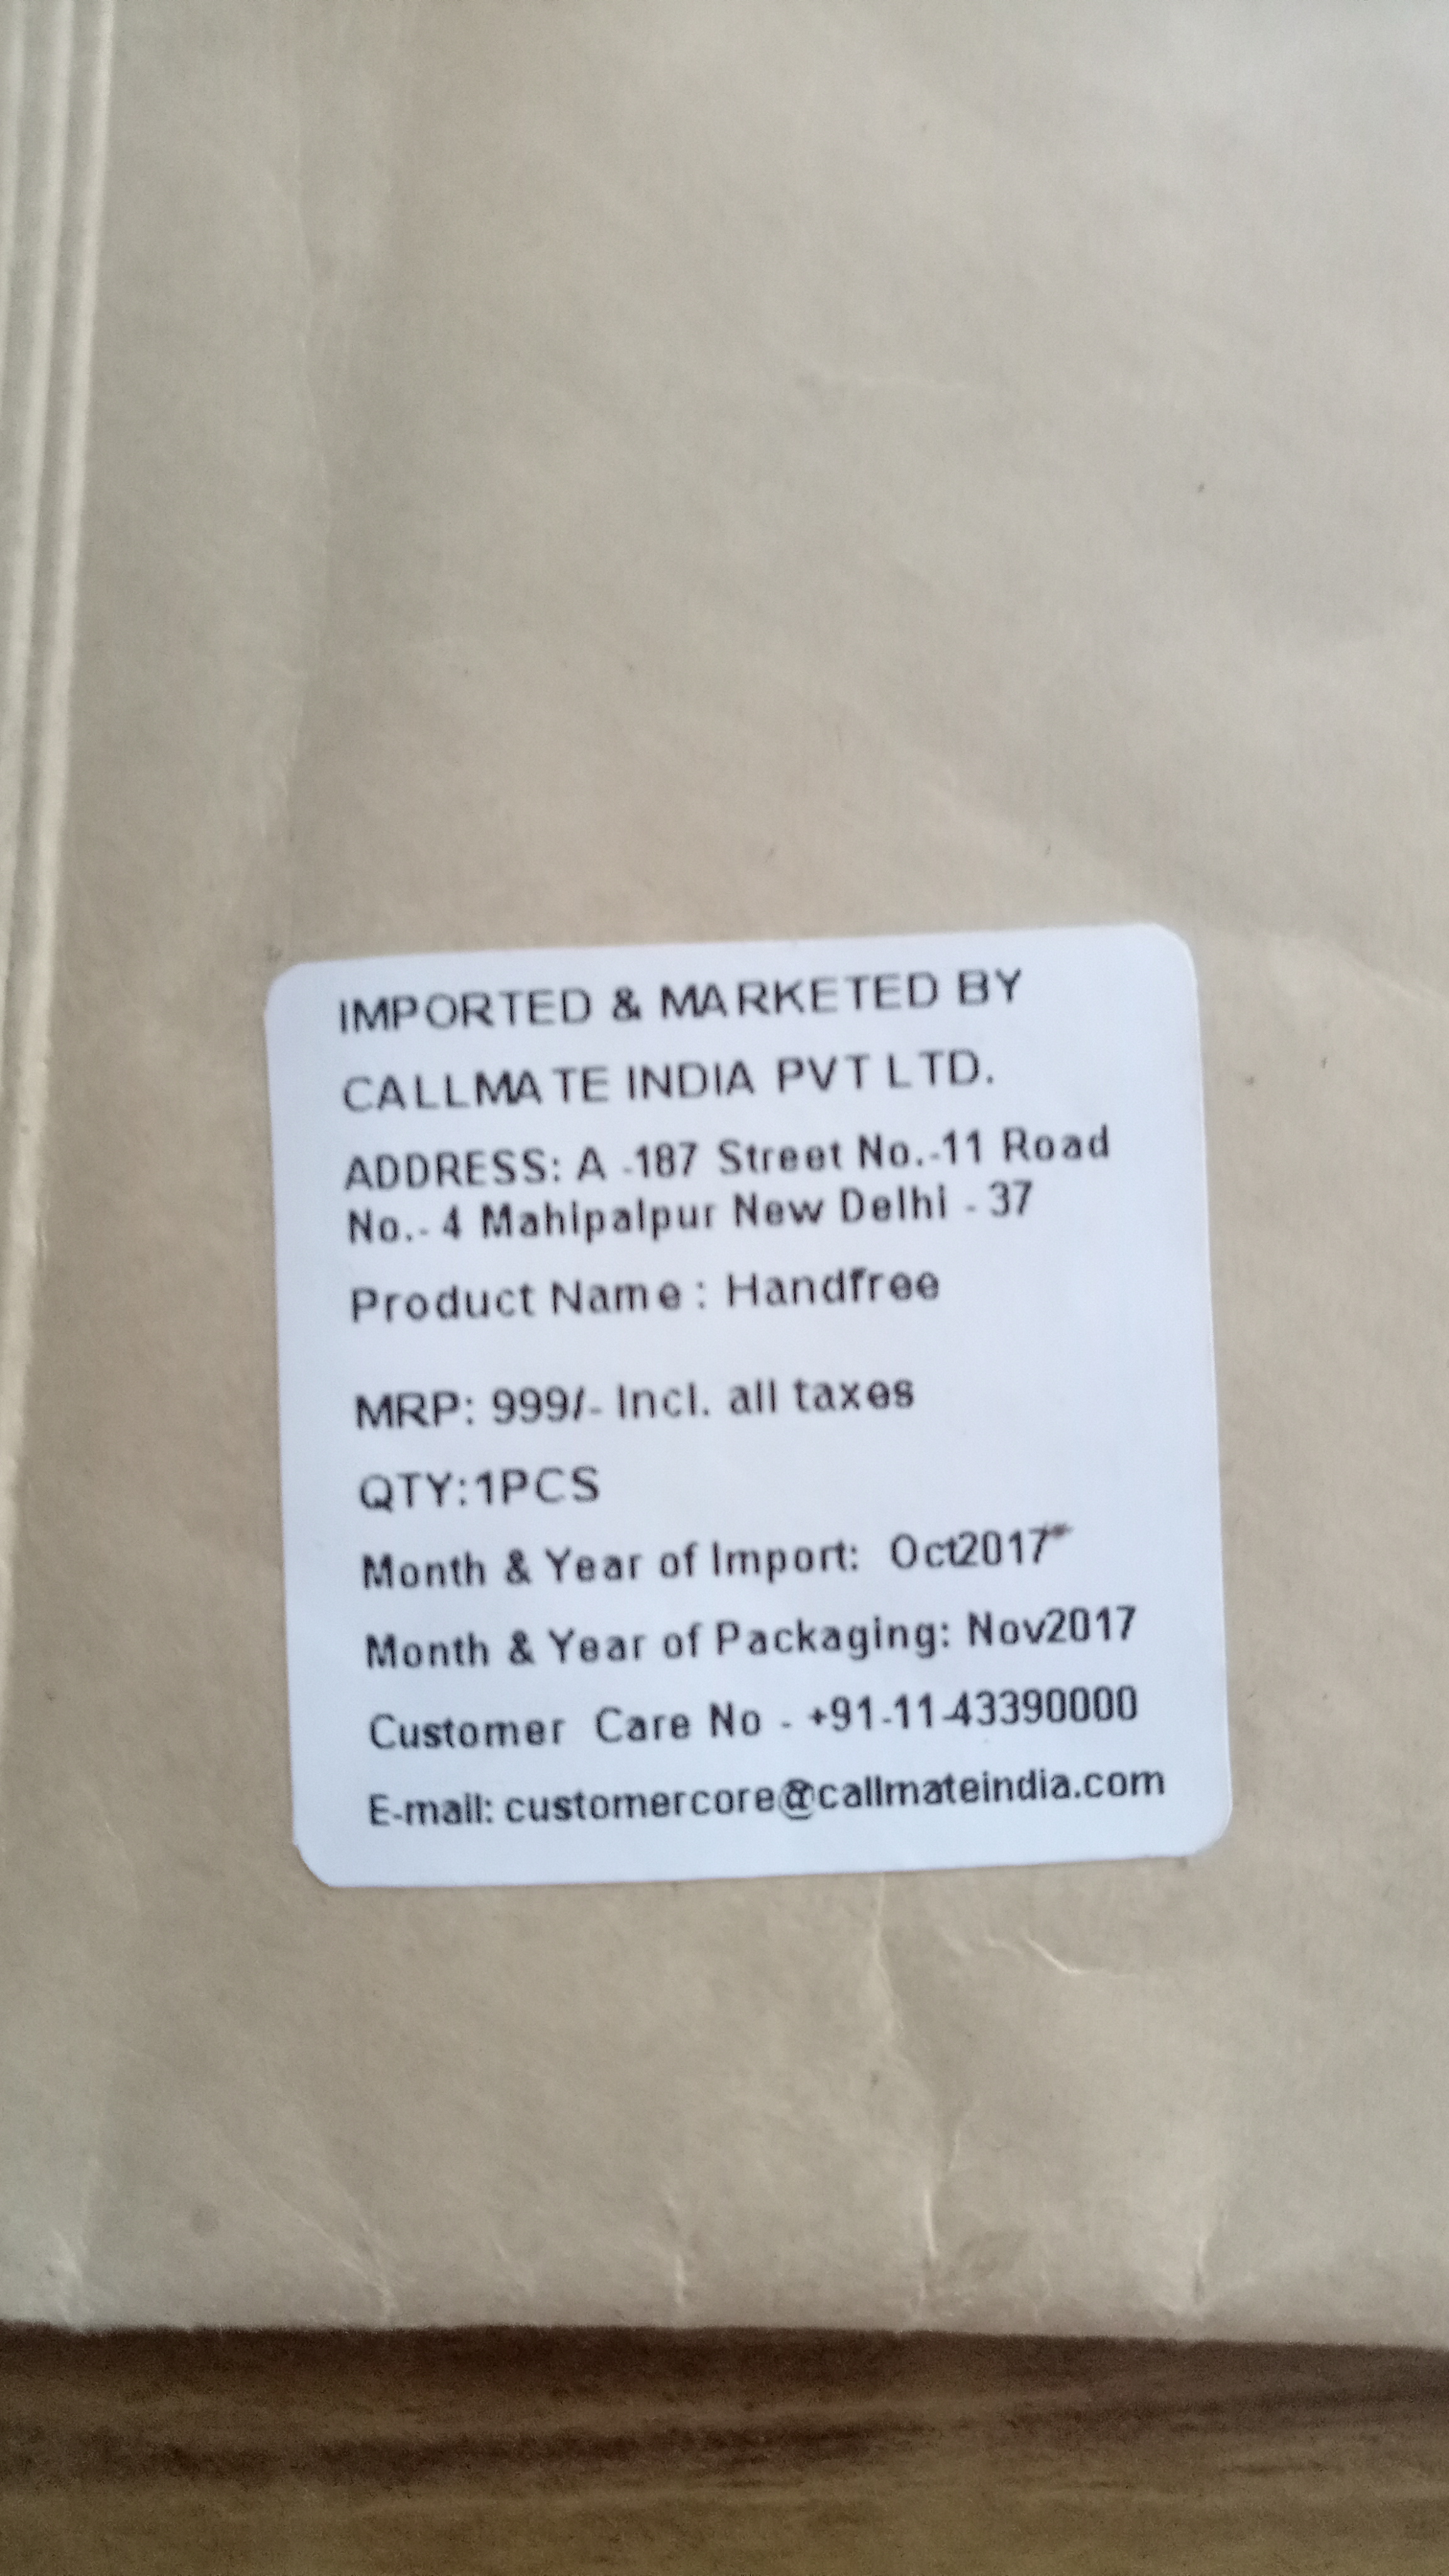 IMPORTED & MARKETED BY
CALLMATE INDIA PVT LTD.
ADDRESS: A -187 Street No.-11 Road
No.- 4 Mahipalpur New Delhi - 37
Product Name : Handfree
MRP: 999/- Incl. all taxes
QTY:1PCS
Month & Year of Import: Oct2017
Month & Year of Packaging: Nov2017
Customer Care No - +91-11-43390000
E-mail: customercore@callmateindia.com